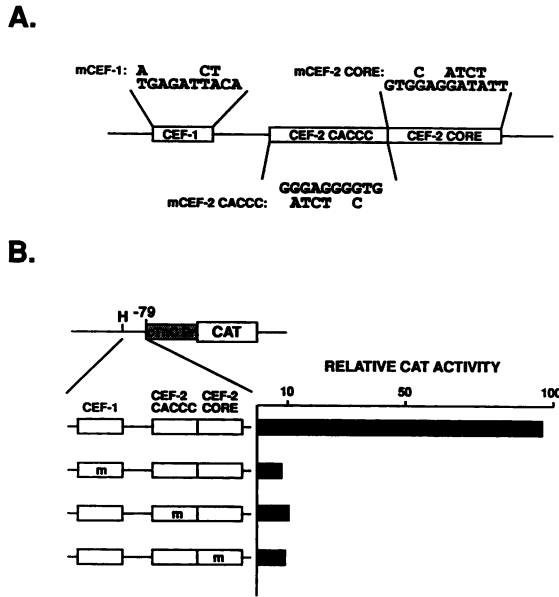 A.
mCEF-1: A CT
TGAGATTACA
mCEF-2 CORE: C ATCT
GTGGAGGATATT
CEF-1 CEF-2 CACCC CEF-2 CORE
GGGAGGGGTG
mCEF-2 CACCC: ATCT C
B.
H -79
CAT
RELATIVE CAT ACTIVITY
10 50 100
CEF-1 CEF-2 CACCC CEF-2 CORE
m
m
m